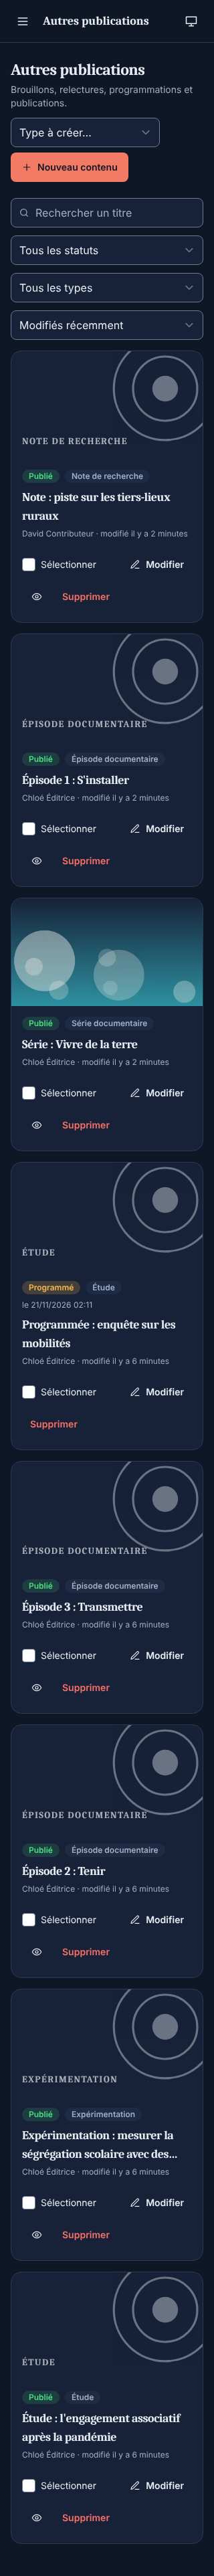 Autres publications
Autres publications
Brouillons, relectures, programmations et
publications.
Type à créer...
Nouveau contenu
Rechercher un titre
Tous les statuts
Tous les types
Modifiés récemment
NOTE DE RECHERCHE
Publié Note de recherche
Note : piste sur les tiers-lieux
ruraux
David Contributeur · modifié il y a 2 minutes
Sélectionner Modifier
Supprimer
ÉPISODE DOCUMENTAIRE
Publié Épisode documentaire
Épisode 1 : S'installer
Chloé Éditrice · modifié il y a 2 minutes
Sélectionner Modifier
Supprimer
Publié Série documentaire
Série : Vivre de la terre
Chloé Éditrice · modifié il y a 2 minutes
Sélectionner Modifier
Supprimer
ÉTUDE
Programmé Étude
le 21/11/2026 02:11
Programmée : enquête sur les
mobilités
Chloé Éditrice · modifié il y a 6 minutes
Sélectionner Modifier
Supprimer
ÉPISODE DOCUMENTAIRE
Publié Épisode documentaire
Épisode 3 : Transmettre
Chloé Éditrice · modifié il y a 6 minutes
Sélectionner Modifier
Supprimer
ÉPISODE DOCUMENTAIRE
Publié Épisode documentaire
Épisode 2 : Tenir
Chloé Éditrice · modifié il y a 6 minutes
Sélectionner Modifier
Supprimer
EXPÉRIMENTATION
Publié Expérimentation
Expérimentation : mesurer la
ségrégation scolaire avec des...
Chloé Éditrice · modifié il y a 6 minutes
Sélectionner Modifier
Supprimer
ÉTUDE
Publié Étude
Étude : l'engagement associatif
après la pandémie
Chloé Éditrice · modifié il y a 6 minutes
Sélectionner Modifier
Supprimer